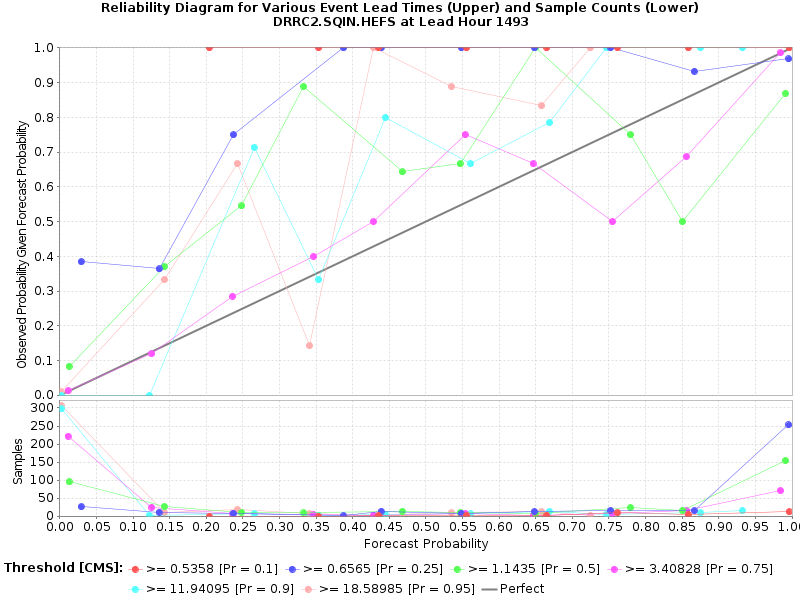 Reliability Diagram for Various Event Lead Times (Upper) and Sample Counts (Lower)
DRRC2.SQIN.HEFS at Lead Hour 1493
Observed Probability Given Forecast Probability
1.0
0.9
0.8
0.7
0.6
0.5
0.4
0.3
0.2
0.1
0.0
Samples
300
250
200
150
100
50
0
0.00 0.05 0.10 0.15 0.20 0.25 0.30 0.35 0.40 0.45 0.50 0.55 0.60 0.65 0.70 0.75 0.80 0.85 0.90 0.95 1.00
Forecast Probability
Threshold [CMS]: >= 0.5358 [Pr = 0.1] >= 0.6565 [Pr = 0.25] >= 1.1435 [Pr = 0.5] >= 3.40828 [Pr = 0.75]
>= 11.94095 [Pr = 0.9] >= 18.58985 [Pr = 0.95] Perfect